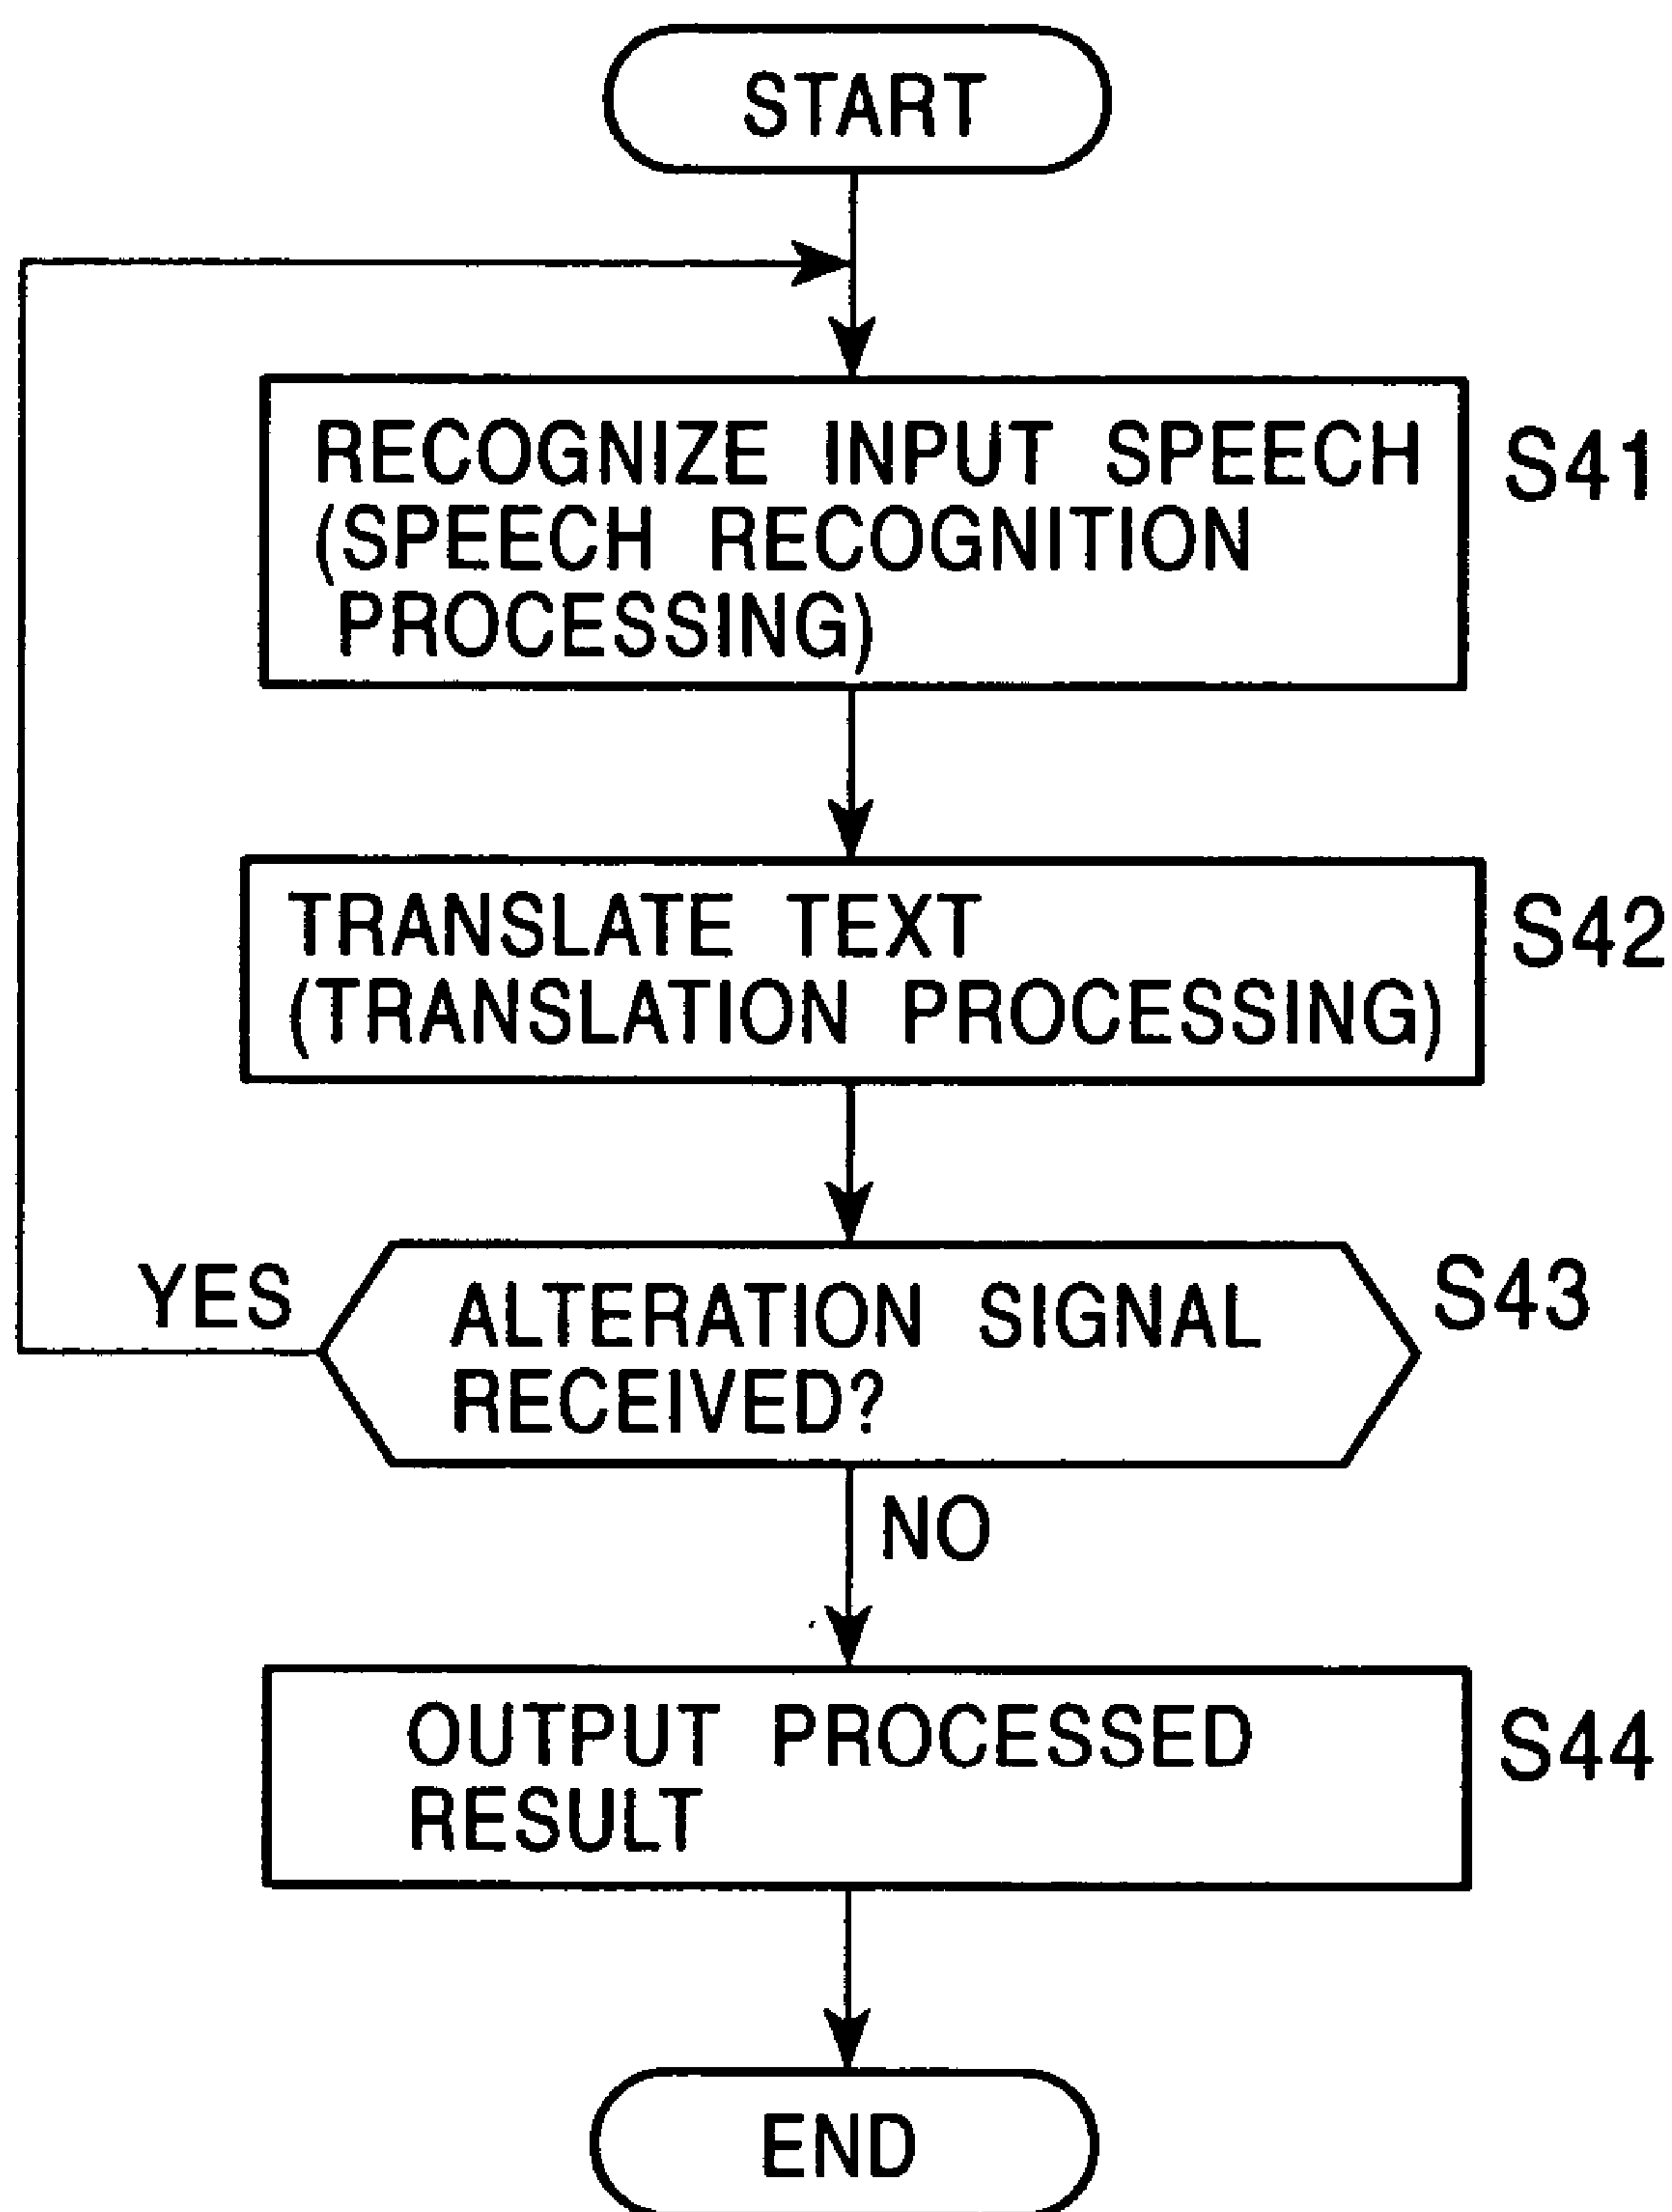 START
RECOGNIZE INPUT SPEECH
(SPEECH RECOGNITION
PROCESSING)
S41
TRANSLATE TEXT
(TRANSLATION PROCESSING)
S42
YES
ALTERATION SIGNAL
RECEIVED?
S43
NO
OUTPUT PROCESSED
RESULT
S44
END